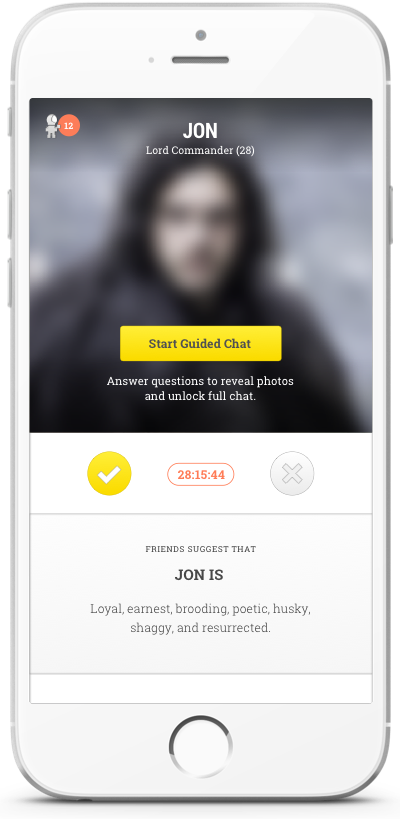 12
JON
Lord Commander (28)
Start Guided Chat
Answer questions to reveal photos
and unlock full chat.
28:15:44
FRIENDS SUGGEST THAT
JON IS
Loyal, earnest, brooding, poetic, husky,
shaggy, and resurrected.